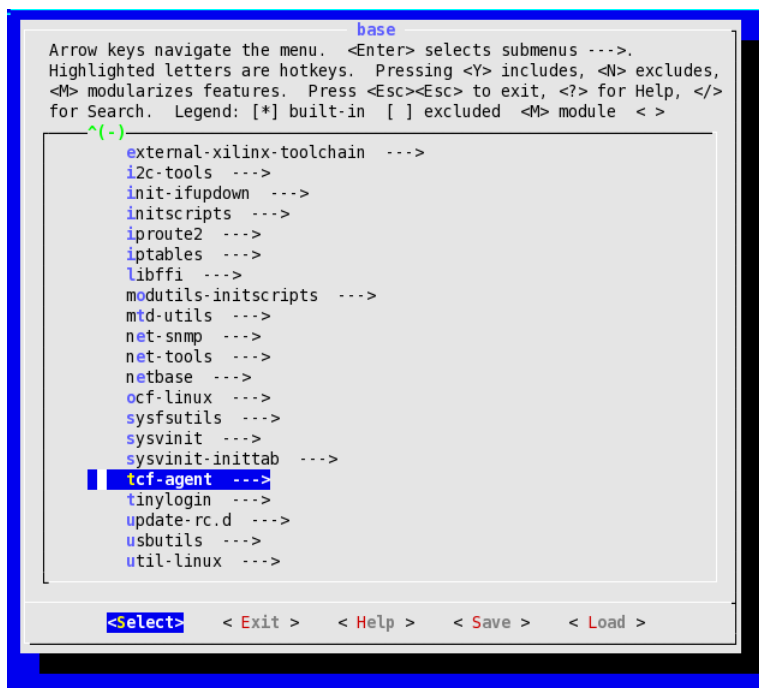 base
Arrow keys navigate the menu.  <Enter> selects submenus --->.
Highlighted letters are hotkeys.  Pressing <Y> includes, <N> excludes,
<M> modularizes features.  Press <Esc><Esc> to exit, <?> for Help, </>
for Search.  Legend: [*] built-in  [ ] excluded  <M> module  < >
^(-)
external-xilinx-toolchain  --->
i2c-tools  --->
init-ifupdown  --->
initscripts  --->
iproute2  --->
iptables  --->
libffi  --->
modutils-initscripts  --->
mtd-utils  --->
net-snmp  --->
net-tools  --->
netbase  --->
ocf-linux  --->
sysfsutils  --->
sysvinit  --->
sysvinit-inittab  --->
tcf-agent  --->
tinylogin  --->
update-rc.d  --->
usbutils  --->
util-linux  --->
<Select>    < Exit >    < Help >    < Save >    < Load >